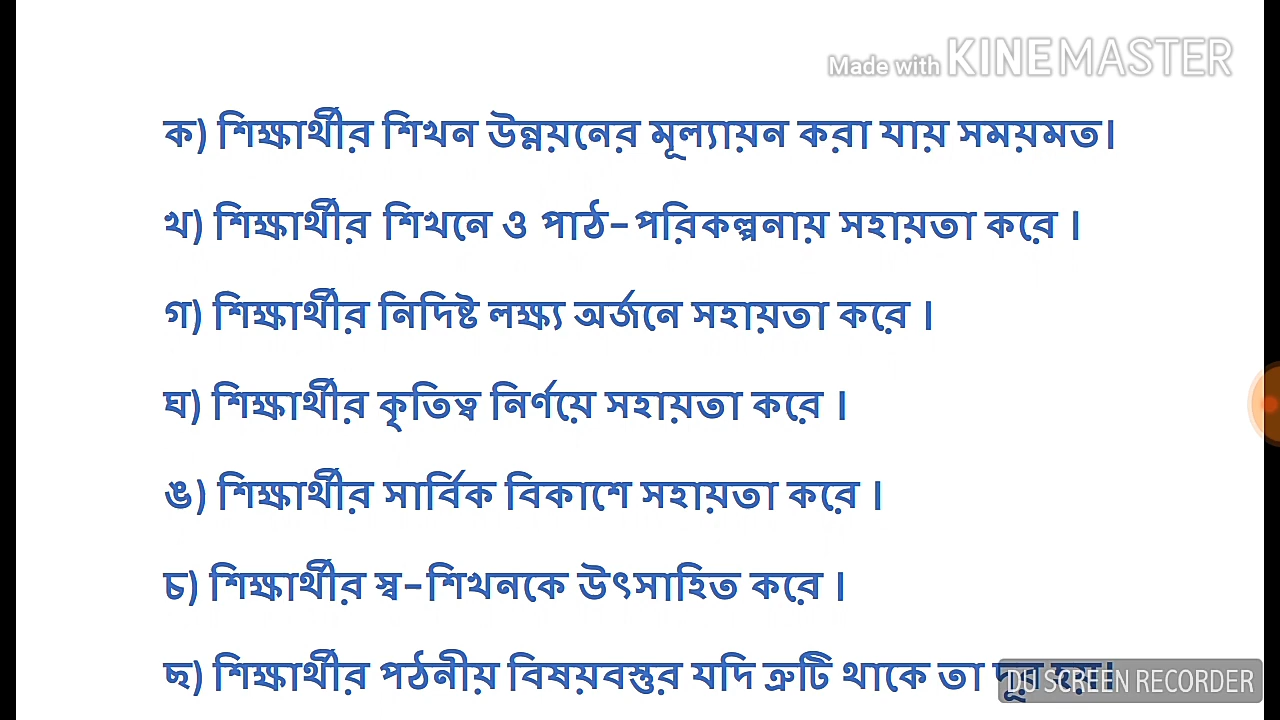 Made with KINEMASTER
ক) শিক্ষার্থীর শিখন উন্নয়নের মূল্যায়ন করা যায় সময়মত।
খ) শিক্ষার্থীর শিখনে ও পাঠ-পরিকল্পনায় সহায়তা করে ।
গ) শিক্ষার্থীর নিদিষ্ট লক্ষ্য অর্জনে সহায়তা করে ।
ঘ) শিক্ষার্থীর কৃতিত্ব নির্ণয়ে সহায়তা করে ।
ঙ) শিক্ষার্থীর সার্বিক বিকাশে সহায়তা করে ।
চ) শিক্ষার্থীর স্ব-শিখনকে উৎসাহিত করে ।
ছ) শিক্ষার্থীর পঠনীয় বিষয়বস্তুর যদি ত্রুটি থাকে তা দূর হয়।
DU SCREEN RECORDER